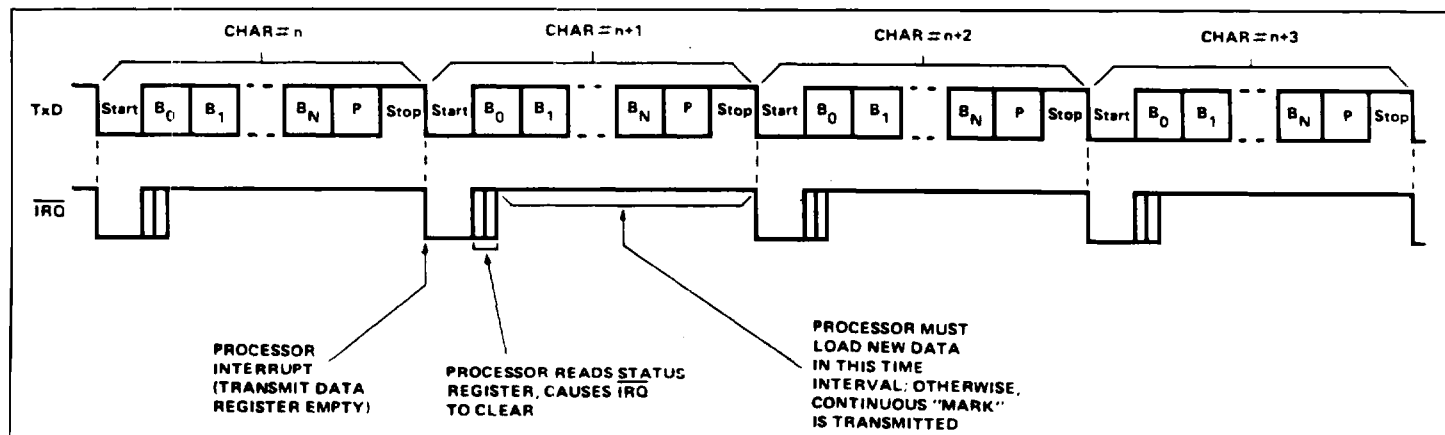 CHAR = n CHAR = n+1 CHAR = n+2 CHAR = n+3
TxD Start B0 B1 BN P Stop Start B0 B1 BN P Stop Start B0 B1 BN P Stop Start B0 B1 BN P Stop
IRQ
PROCESSOR
INTERRUPT
(TRANSMIT DATA
REGISTER EMPTY)
PROCESSOR READS STATUS
REGISTER, CAUSES IRQ
TO CLEAR
PROCESSOR MUST
LOAD NEW DATA
IN THIS TIME
INTERVAL; OTHERWISE,
CONTINUOUS "MARK"
IS TRANSMITTED